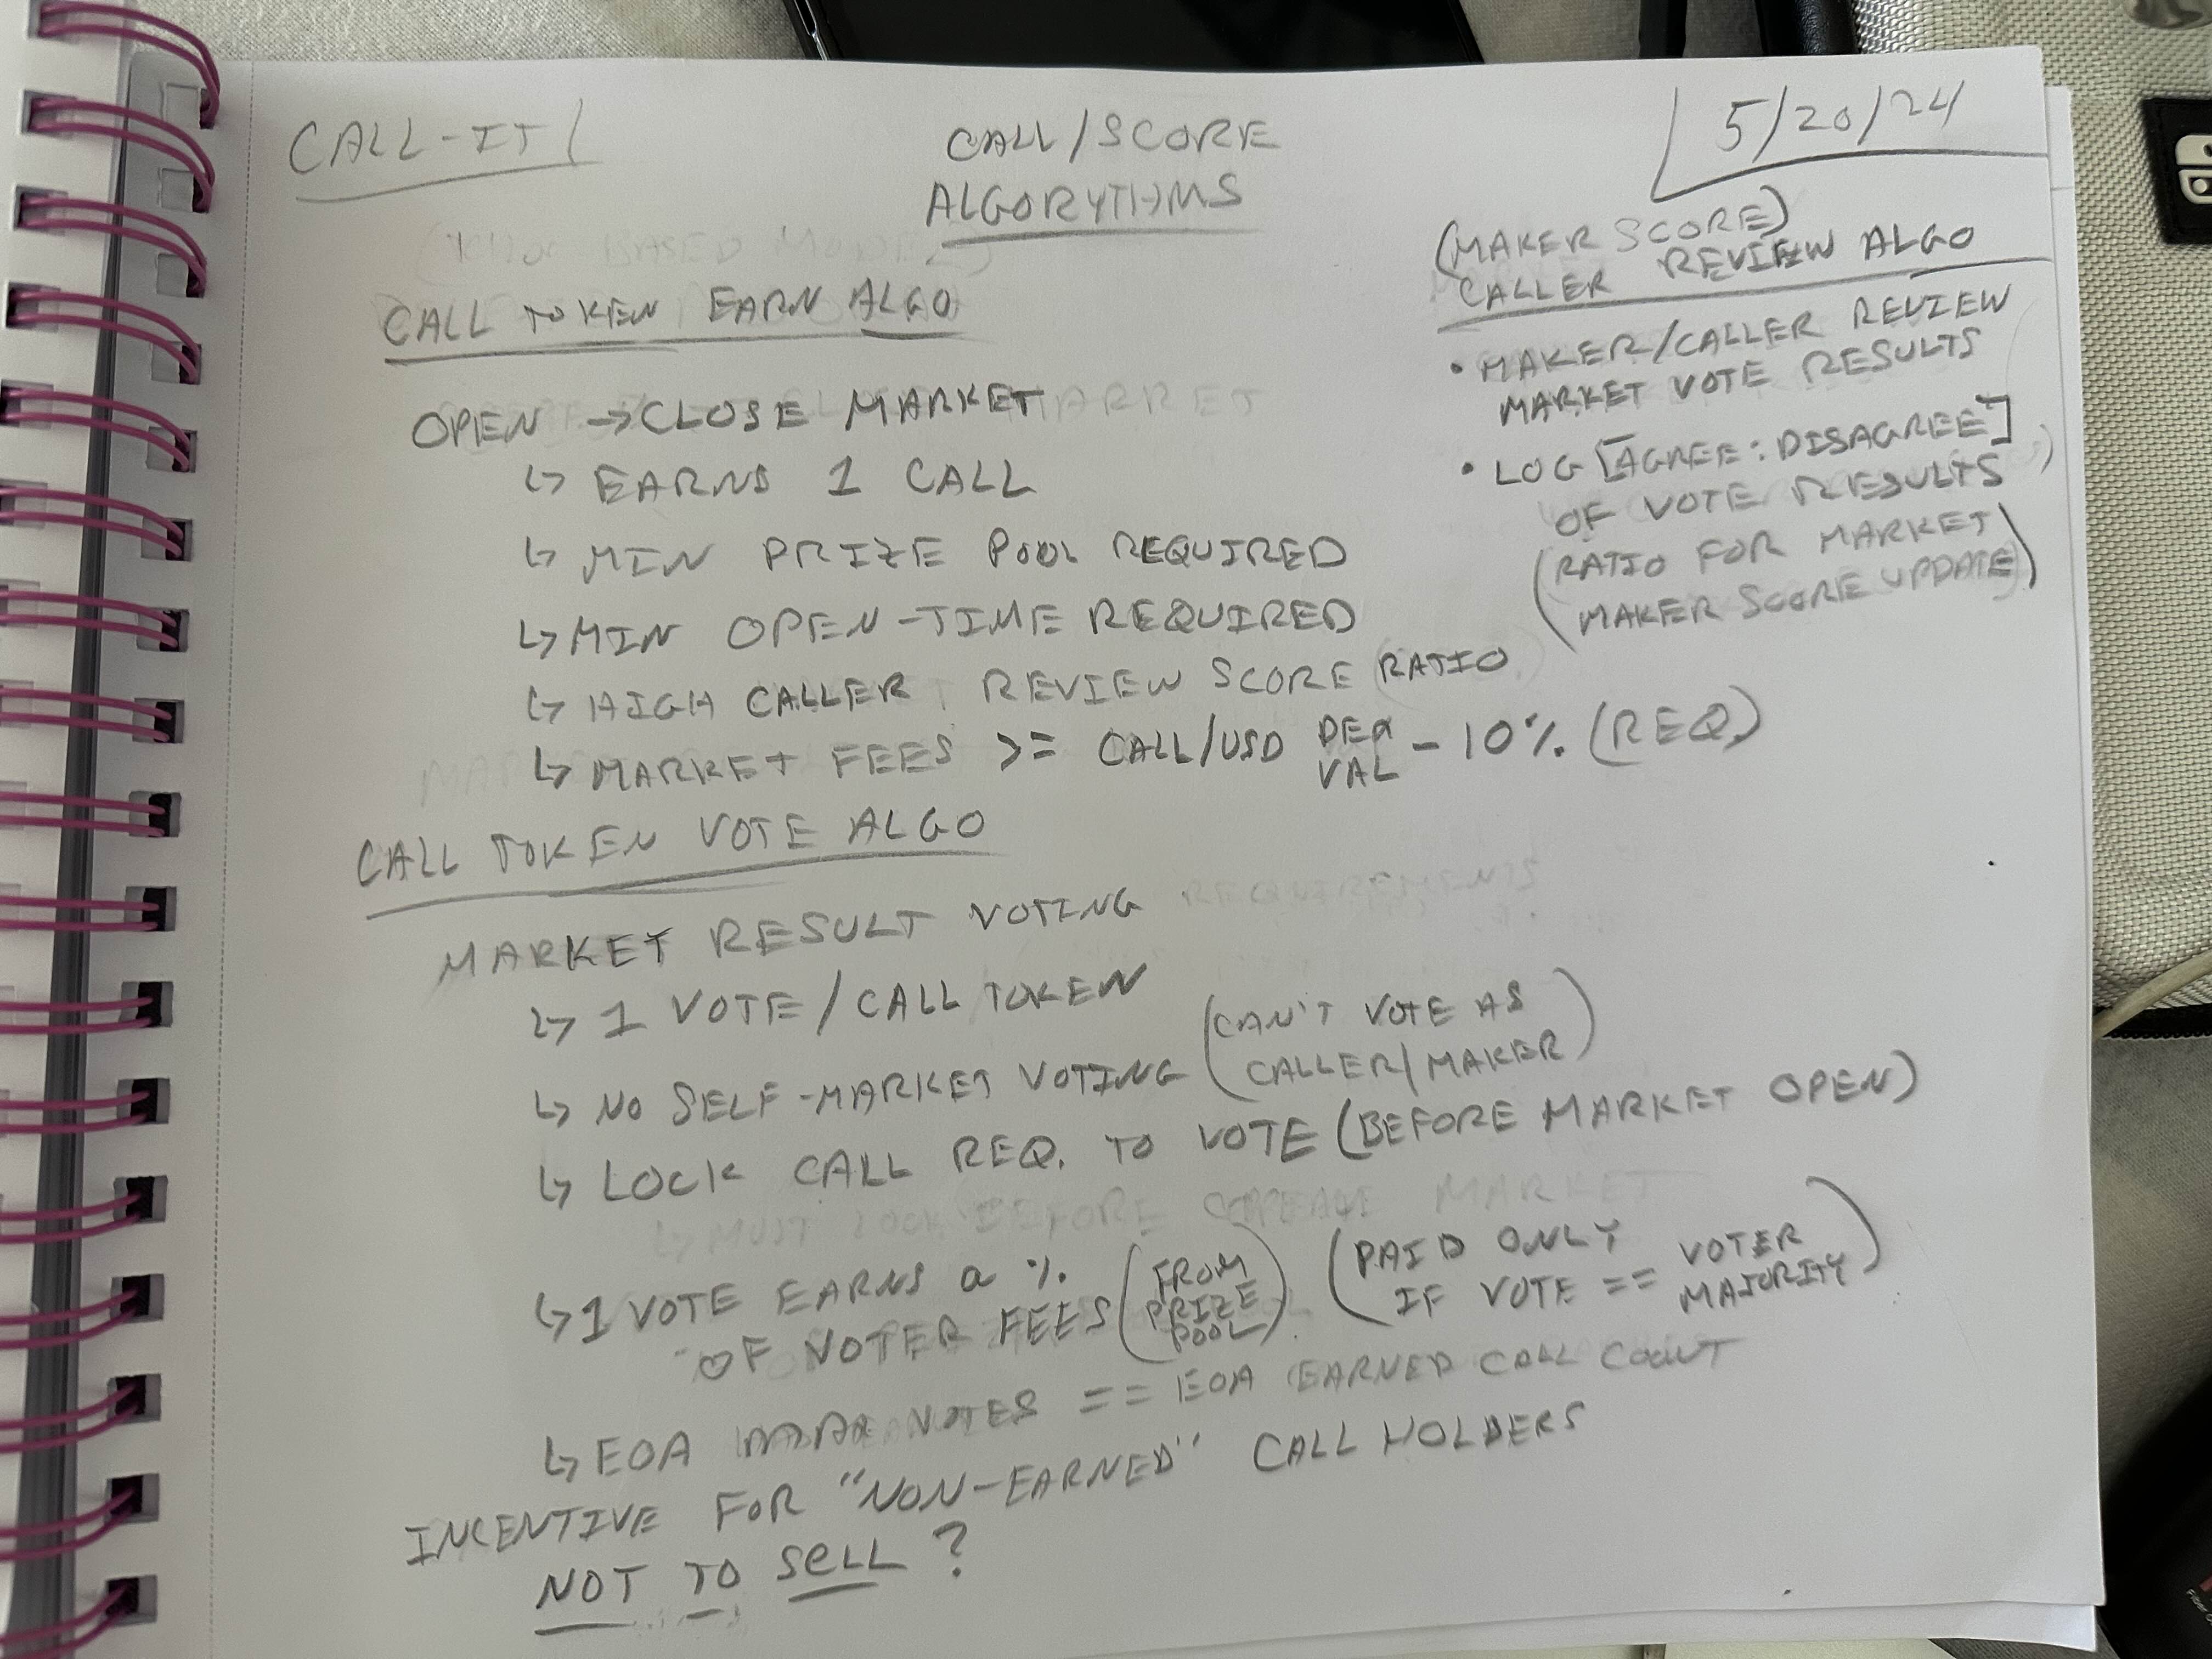 CALL-IT
CALL/SCORE
ALGORYTHMS
5/20/24
(MAKER SCORE)
CALLER REVIEW ALGO
• MAKER/CALLER REVIEW
MARKET VOTE RESULTS
• LOG [AGREE:DISAGREE]
OF VOTE RESULTS
(RATIO FOR MARKET
MAKER SCORE UPDATE)
CALL TOKEN EARN ALGO
OPEN → CLOSE MARKET
↳ EARNS 1 CALL
↳ MIN PRIZE POOL REQUIRED
↳ MIN OPEN-TIME REQUIRED
↳ HIGH CALLER REVIEW SCORE RATIO
↳ MARKET FEES >= CALL/USD DEX VAL - 10% (REQ)
CALL TOKEN VOTE ALGO
MARKET RESULT VOTING
↳ 1 VOTE / CALL TOKEN
↳ NO SELF-MARKET VOTING (CAN'T VOTE AS CALLER/MAKER)
↳ LOCK CALL REQ. TO VOTE (BEFORE MARKET OPEN)
↳ 1 VOTE EARNS a %
OF VOTER FEES (FROM PRIZE POOL) (PAID ONLY IF VOTE == VOTER MAJORITY)
↳ EOA MAX VOTES == EOA EARNED CALL COUNT
INCENTIVE FOR "NON-EARNED" CALL HOLDERS
NOT TO SELL?